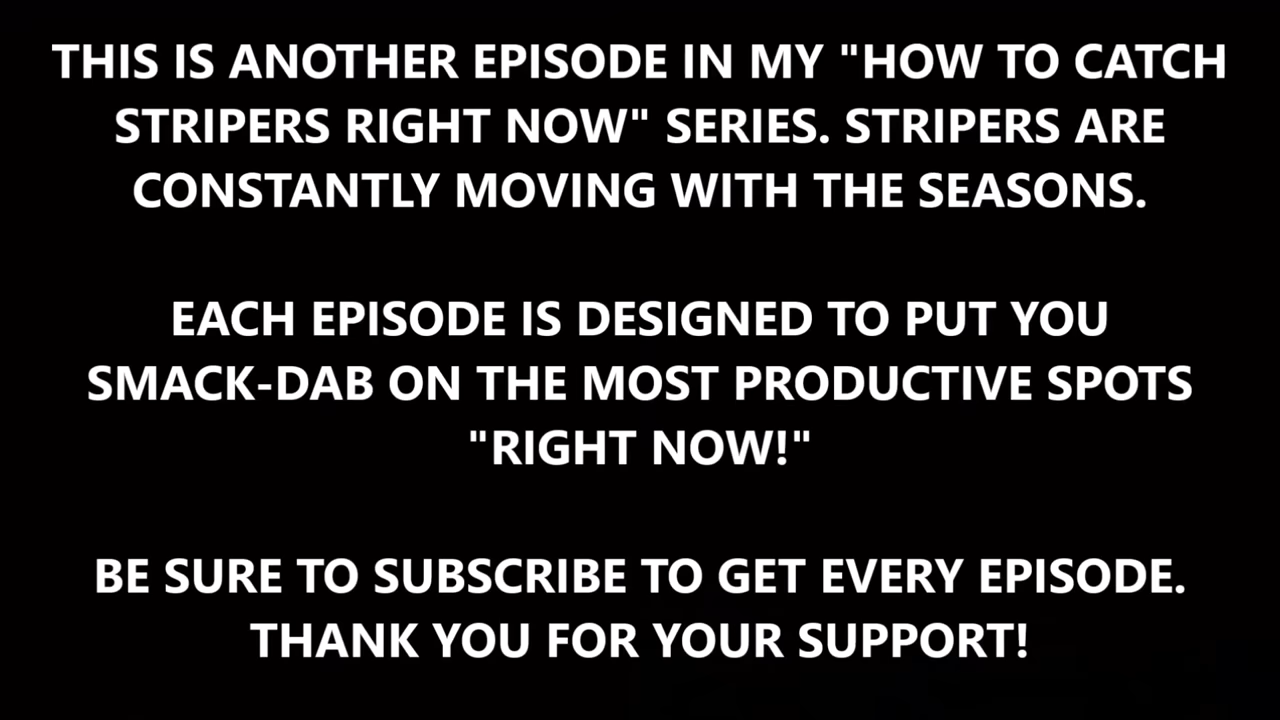 THIS IS ANOTHER EPISODE IN MY "HOW TO CATCH
STRIPERS RIGHT NOW" SERIES. STRIPERS ARE
CONSTANTLY MOVING WITH THE SEASONS.
EACH EPISODE IS DESIGNED TO PUT YOU
SMACK-DAB ON THE MOST PRODUCTIVE SPOTS
"RIGHT NOW!"
BE SURE TO SUBSCRIBE TO GET EVERY EPISODE.
THANK YOU FOR YOUR SUPPORT!